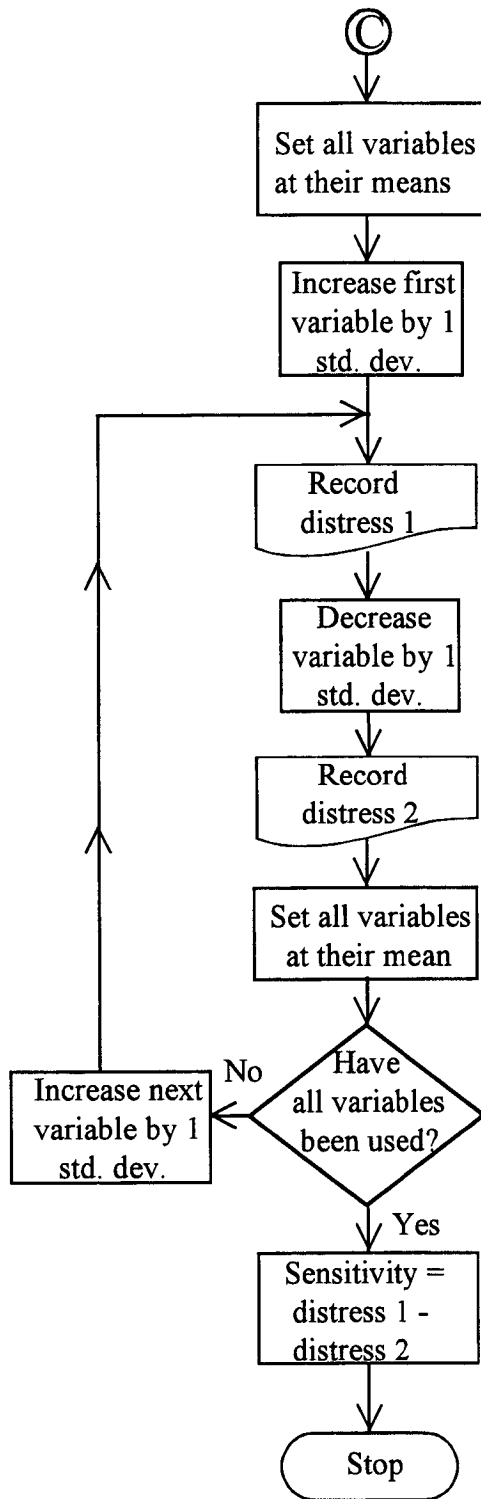 C
Set all variables
at their means
Increase first
variable by 1
std. dev.
Record
distress 1
Decrease
variable by 1
std. dev.
Record
distress 2
Set all variables
at their mean
Have
all variables
been used?
No
Increase next
variable by 1
std. dev.
Yes
Sensitivity =
distress 1 -
distress 2
Stop